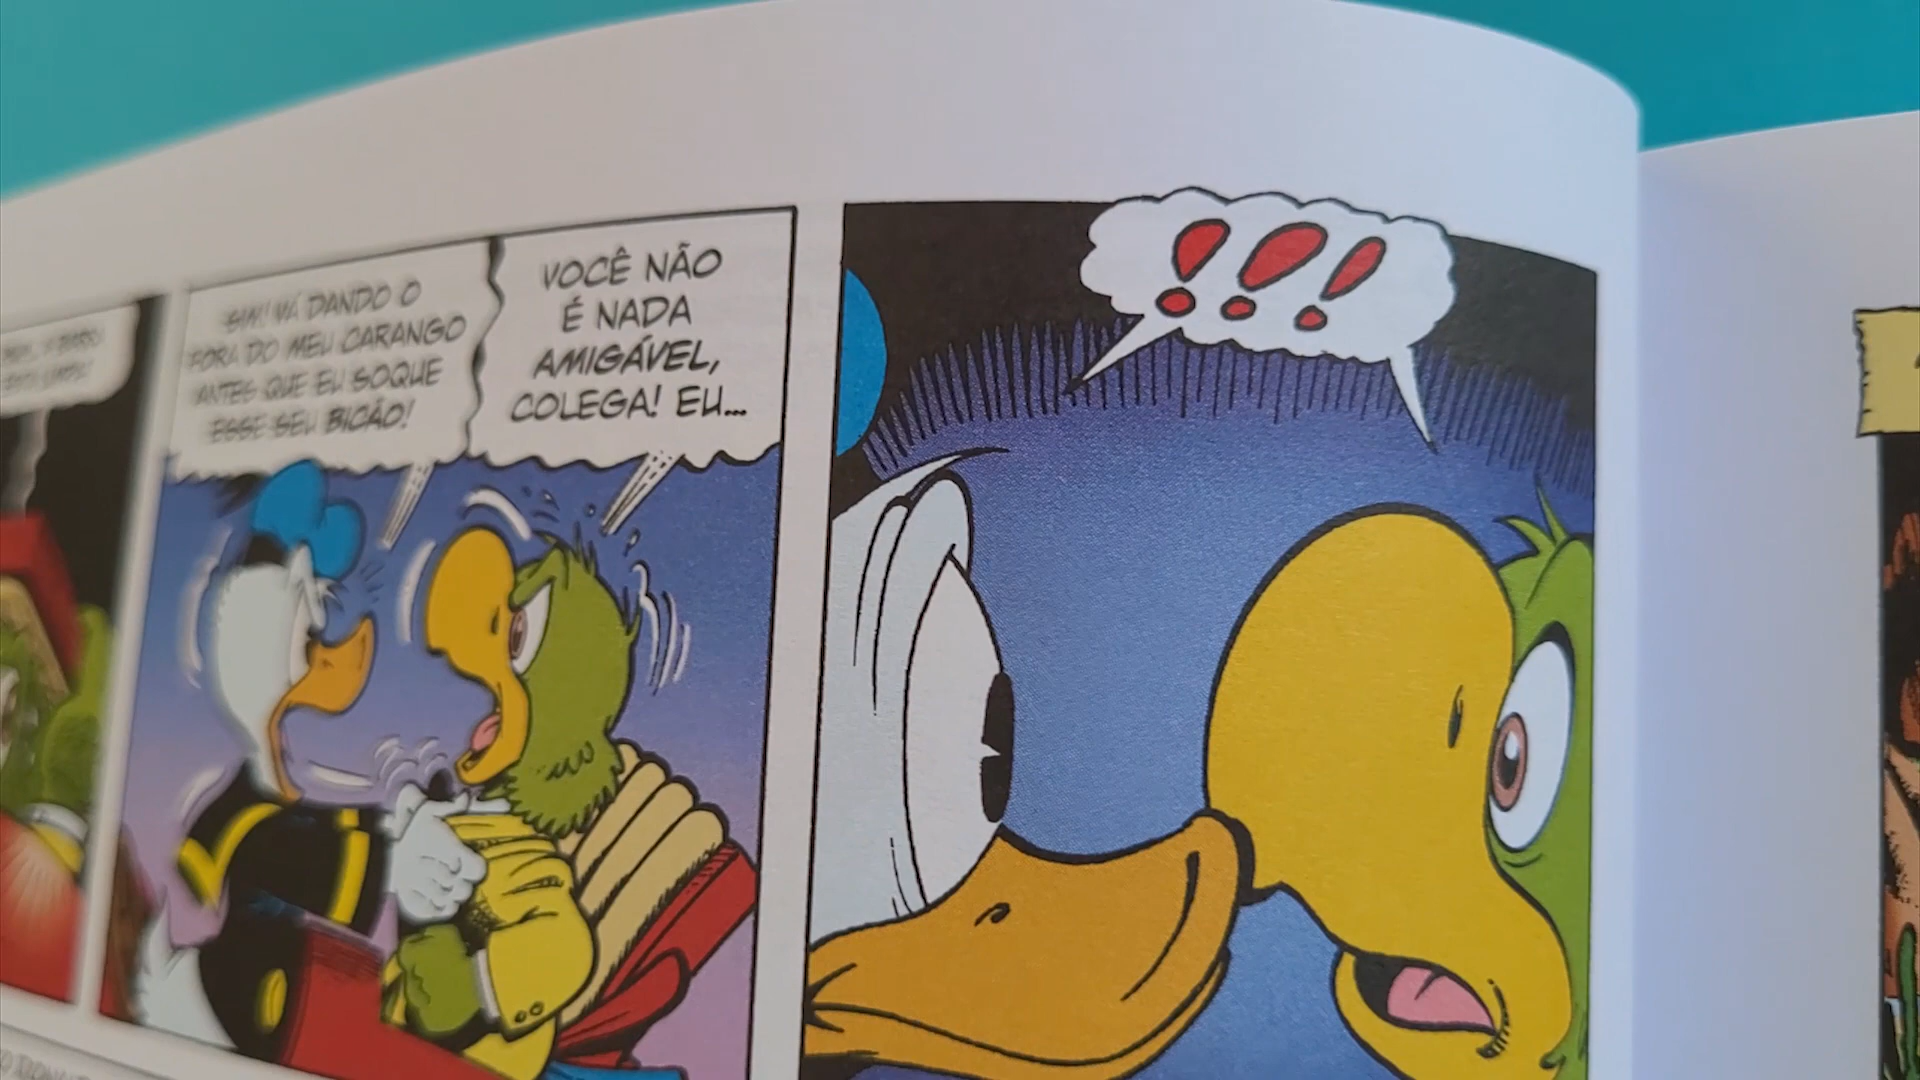 SIM! VÁ DANDO O
FORA DO MEU CARANGO
ANTES QUE EU SOQUE
ESSE SEU BICÃO!
VOCÊ NÃO
É NADA
AMIGÁVEL,
COLEGA! EU...
!!!